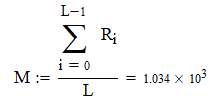 L−1
∑ Rᵢ
i = 0
M := ——— = 1.034 × 10³
L